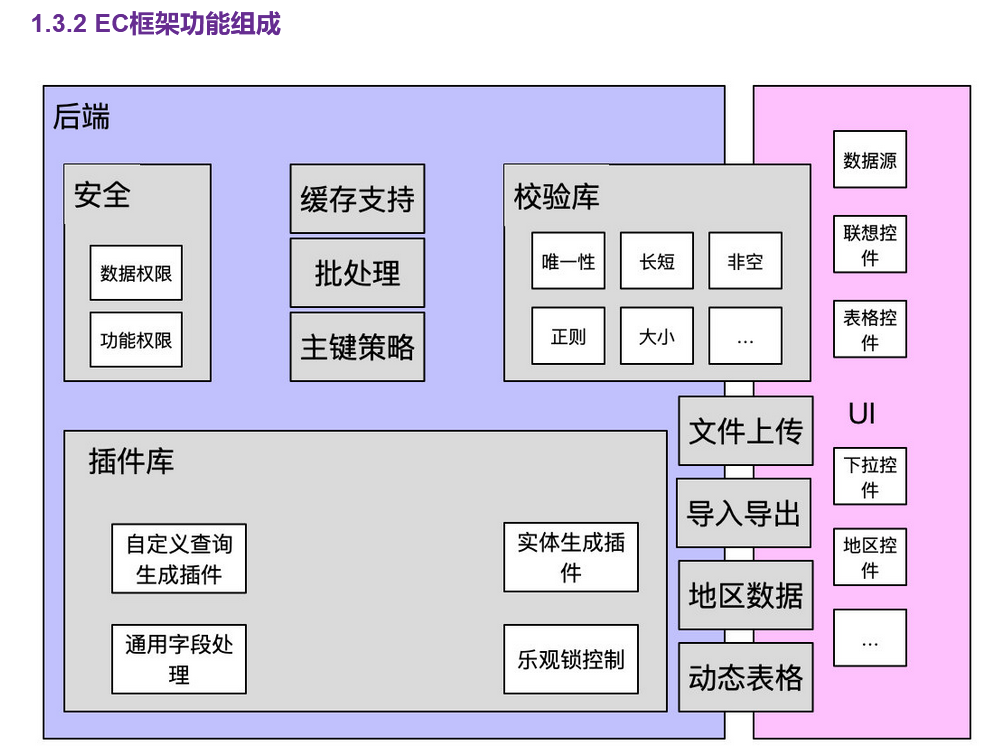 1.3.2 EC框架功能组成
后端
安全
数据权限
功能权限
缓存支持
批处理
主键策略
校验库
唯一性
长短
非空
正则
大小
...
插件库
自定义查询
生成插件
实体生成插
件
通用字段处
理
乐观锁控制
文件上传
导入导出
地区数据
动态表格
数据源
联想控
件
表格控
件
UI
下拉控
件
地区控
件
...